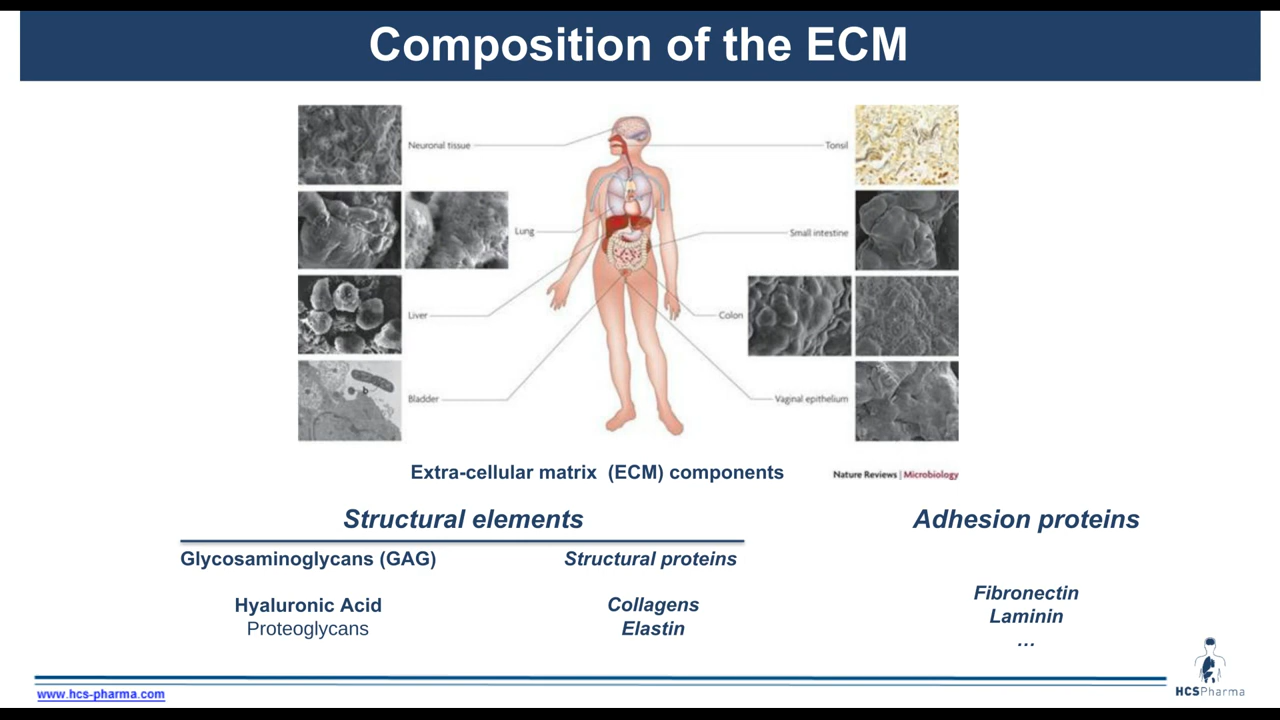 Composition of the ECM
Neuronal tissue
Tonsil
Lung
Small intestine
Liver
Colon
b
Bladder
Vaginal epithelium
Extra-cellular matrix (ECM) components
Nature Reviews | Microbiology
Structural elements
Adhesion proteins
Glycosaminoglycans (GAG)
Structural proteins
Hyaluronic Acid
Proteoglycans
Collagens
Elastin
Fibronectin
Laminin
…
www.hcs-pharma.com
HCSPharma